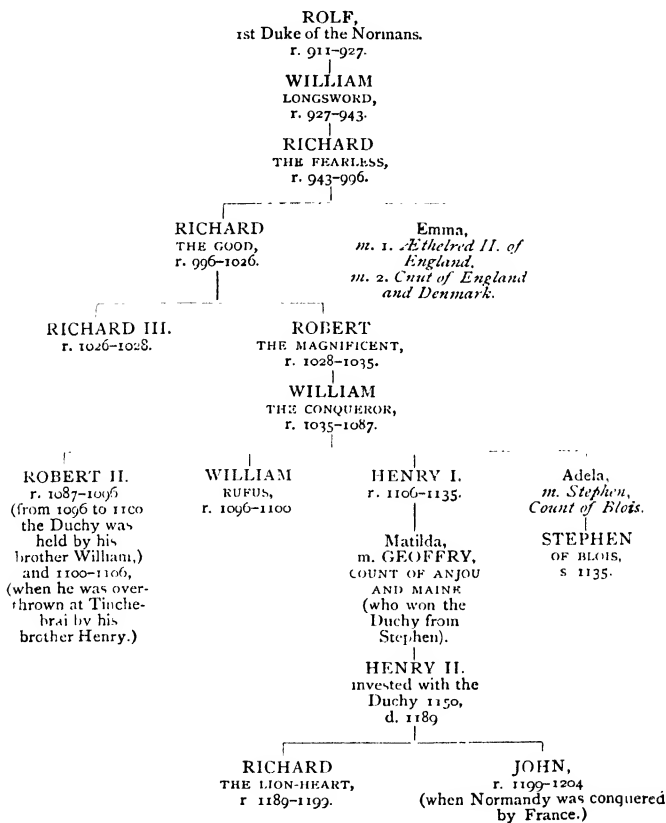 ROLF,
1st Duke of the Normans.
r. 911–927.
WILLIAM
LONGSWORD,
r. 927–943.
RICHARD
THE FEARLESS,
r. 943–996.
RICHARD
THE GOOD,
r. 996–1026.
Emma,
m. 1. Æthelred II. of
England.
m. 2. Cnut of England
and Denmark.
RICHARD III.
r. 1026–1028.
ROBERT
THE MAGNIFICENT,
r. 1028–1035.
WILLIAM
THE CONQUEROR,
r. 1035–1087.
ROBERT II.
r. 1087–1096
(from 1096 to 1100
the Duchy was
held by his
brother William,)
and 1100–1106,
(when he was over-
thrown at Tinche-
brai by his
brother Henry.)
WILLIAM
RUFUS,
r. 1096–1100
HENRY I.
r. 1106–1135.
Matilda,
m. GEOFFRY,
COUNT OF ANJOU
AND MAINE
(who won the
Duchy from
Stephen).
HENRY II.
invested with the
Duchy 1150,
d. 1189
Adela,
m. Stephen,
Count of Blois.
STEPHEN
OF BLOIS,
s 1135.
RICHARD
THE LION-HEART,
r 1189–1199.
JOHN,
r. 1199–1204
(when Normandy was conquered
by France.)